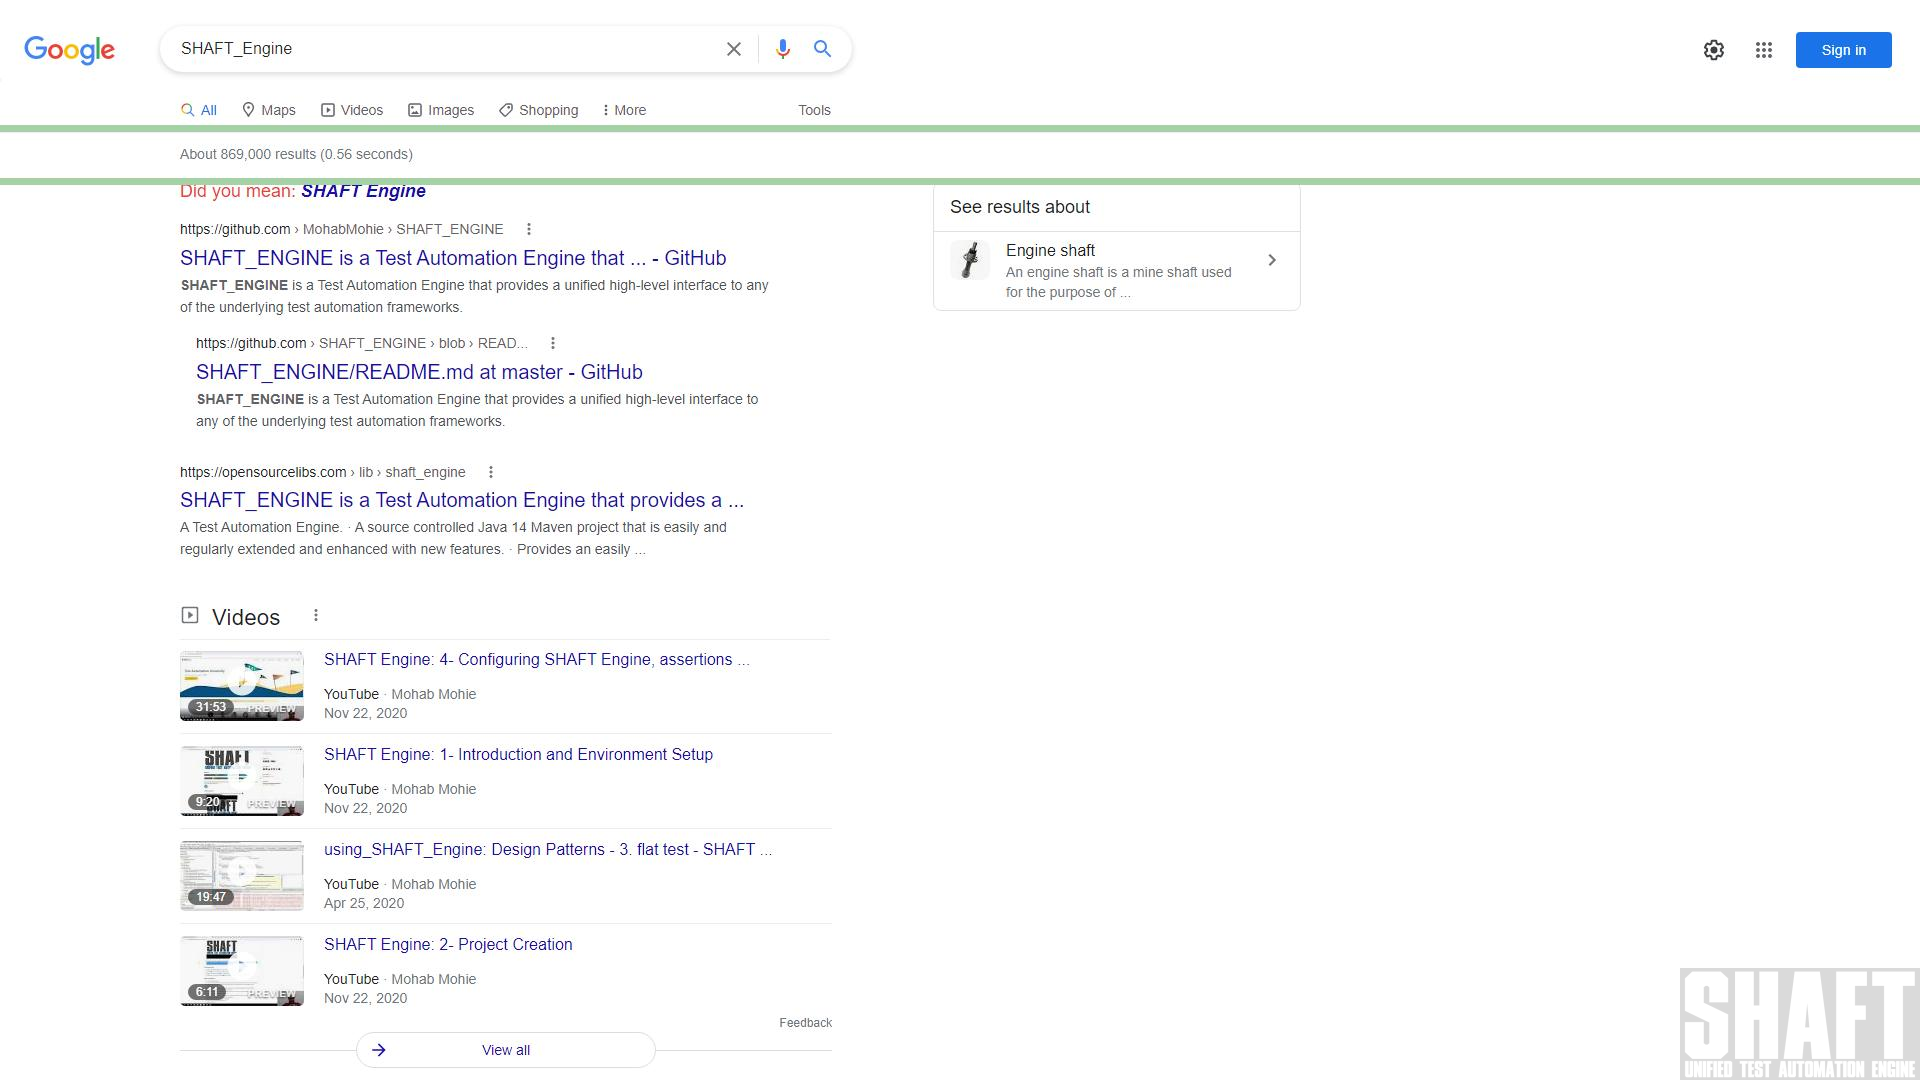 Google
SHAFT_Engine
Sign in
All
Maps
Videos
Images
Shopping
More
Tools
About 869,000 results (0.56 seconds)
Did you mean: SHAFT Engine
https://github.com › MohabMohie › SHAFT_ENGINE
SHAFT_ENGINE is a Test Automation Engine that ... - GitHub
SHAFT_ENGINE is a Test Automation Engine that provides a unified high-level interface to any
of the underlying test automation frameworks.
https://github.com › SHAFT_ENGINE › blob › READ...
SHAFT_ENGINE/README.md at master - GitHub
SHAFT_ENGINE is a Test Automation Engine that provides a unified high-level interface to
any of the underlying test automation frameworks.
https://opensourcelibs.com › lib › shaft_engine
SHAFT_ENGINE is a Test Automation Engine that provides a ...
A Test Automation Engine. · A source controlled Java 14 Maven project that is easily and
regularly extended and enhanced with new features. · Provides an easily ...
Videos
SHAFT Engine: 4- Configuring SHAFT Engine, assertions ...
YouTube · Mohab Mohie
Nov 22, 2020
31:53
PREVIEW
SHAFT Engine: 1- Introduction and Environment Setup
YouTube · Mohab Mohie
Nov 22, 2020
SHAFT
9:20
PREVIEW
SHAFT
using_SHAFT_Engine: Design Patterns - 3. flat test - SHAFT ...
YouTube · Mohab Mohie
Apr 25, 2020
19:47
SHAFT Engine: 2- Project Creation
YouTube · Mohab Mohie
Nov 22, 2020
SHAFT
6:11
PREVIEW
Feedback
View all
See results about
Engine shaft
An engine shaft is a mine shaft used
for the purpose of ...
SHAFT
UNIFIED TEST AUTOMATION ENGINE